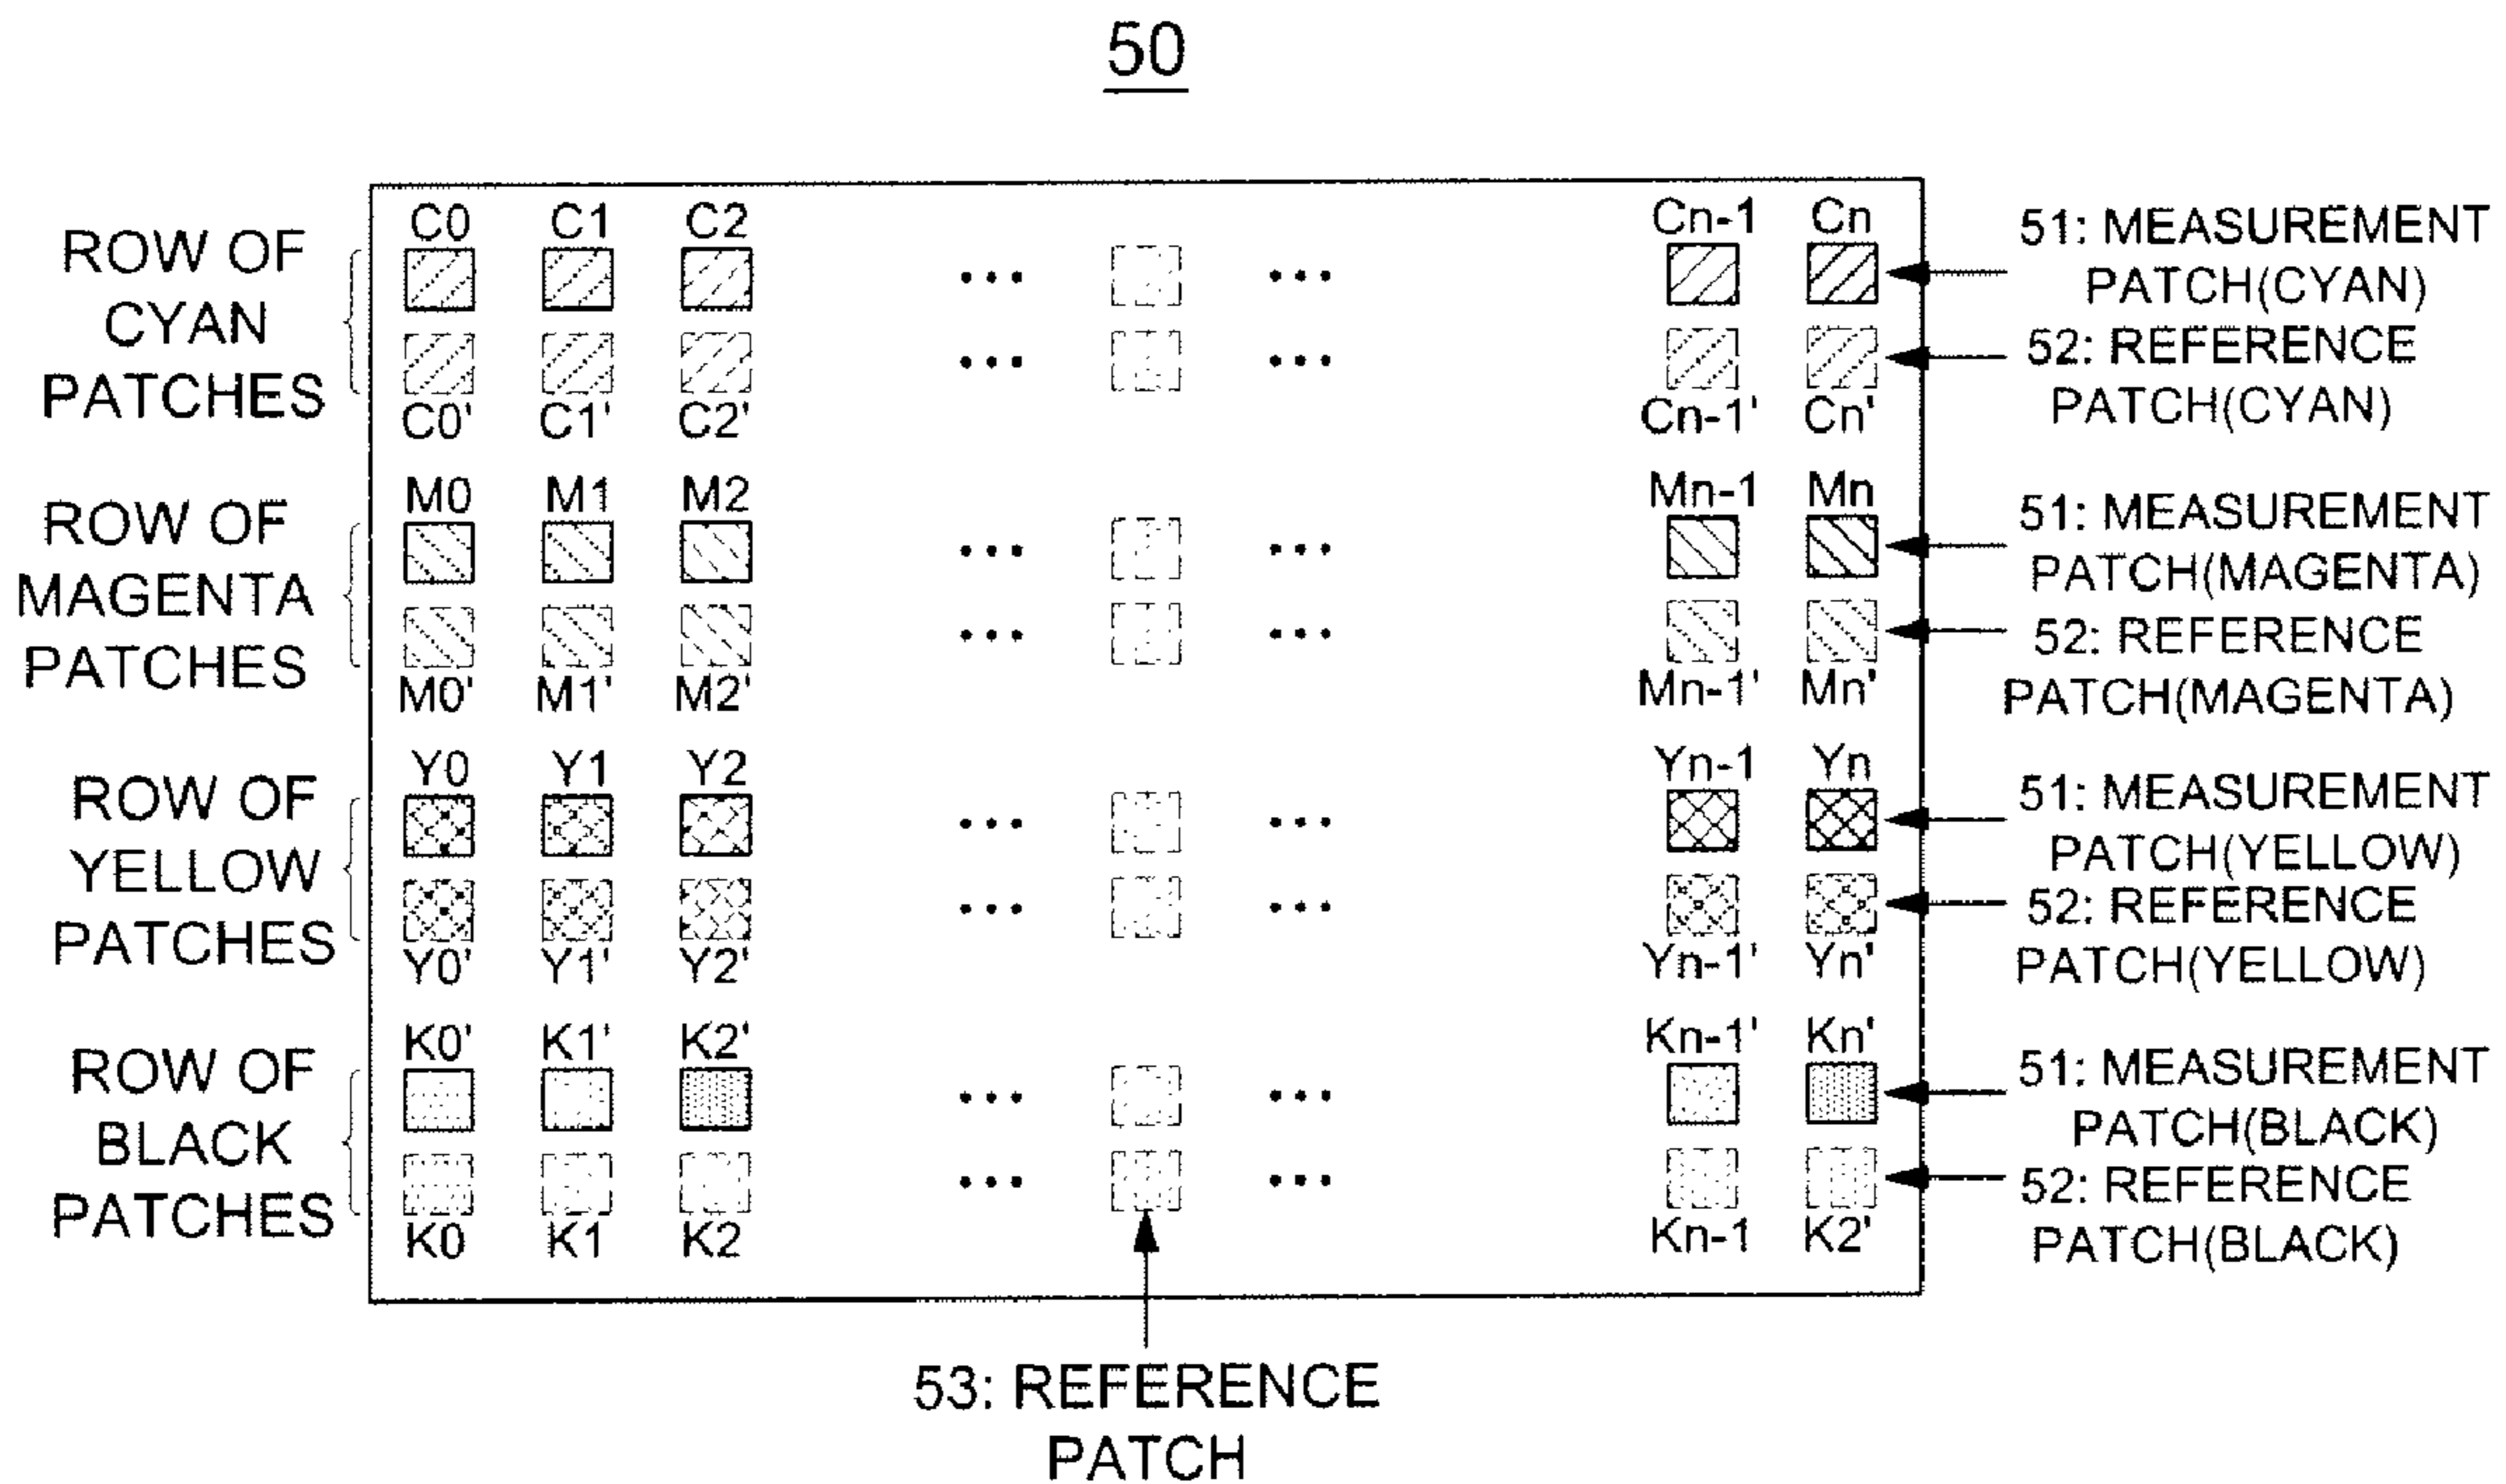 50
ROW OF
CYAN
PATCHES
C0 C1 C2 Cn-1 Cn
... ...
... ...
C0' C1' C2' Cn-1' Cn'
51: MEASUREMENT
PATCH(CYAN)
52: REFERENCE
PATCH(CYAN)
ROW OF
MAGENTA
PATCHES
M0 M1 M2 Mn-1 Mn
... ...
... ...
M0' M1' M2' Mn-1' Mn'
51: MEASUREMENT
PATCH(MAGENTA)
52: REFERENCE
PATCH(MAGENTA)
ROW OF
YELLOW
PATCHES
Y0 Y1 Y2 Yn-1 Yn
... ...
... ...
Y0' Y1' Y2' Yn-1' Yn'
51: MEASUREMENT
PATCH(YELLOW)
52: REFERENCE
PATCH(YELLOW)
ROW OF
BLACK
PATCHES
K0' K1' K2' Kn-1' Kn'
... ...
... ...
K0 K1 K2 Kn-1 K2'
51: MEASUREMENT
PATCH(BLACK)
52: REFERENCE
PATCH(BLACK)
53: REFERENCE
PATCH